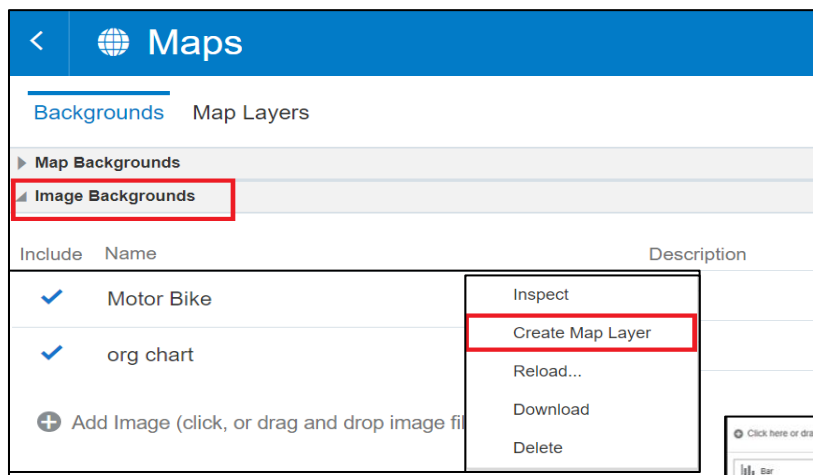 Maps
Backgrounds Map Layers
Map Backgrounds
Image Backgrounds
Include Name Description
Motor Bike
org chart
Add Image (click, or drag and drop image fil
Inspect
Create Map Layer
Reload...
Download
Delete
Click here or dra
Bar